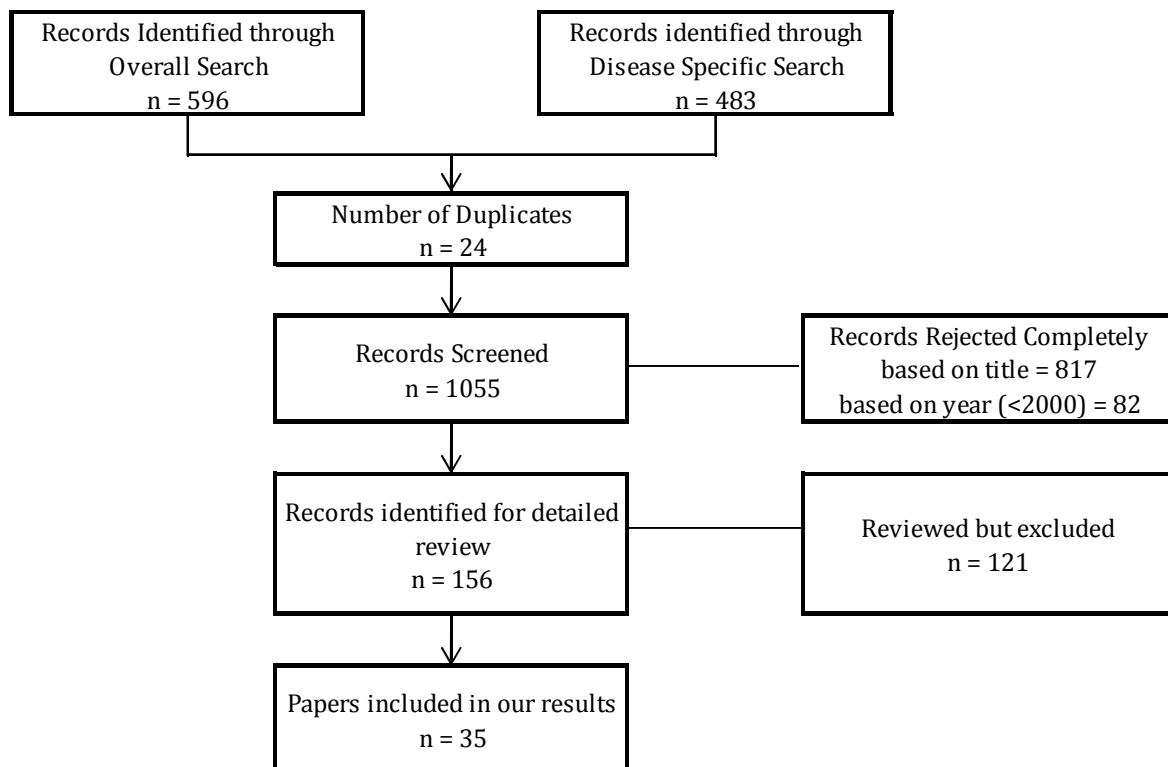 Records Identified through
Overall Search
n = 596
Records identified through
Disease Specific Search
n = 483
Number of Duplicates
n = 24
Records Screened
n = 1055
Records Rejected Completely
based on title = 817
based on year (<2000) = 82
Records identified for detailed
review
n = 156
Reviewed but excluded
n = 121
Papers included in our results
n = 35